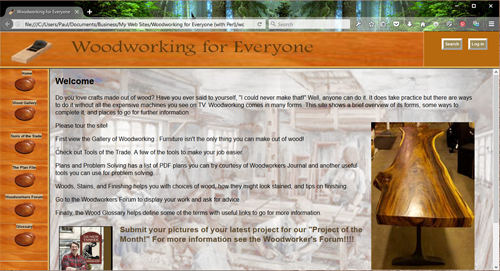 Woodworking for Everyone
file:///C:/Users/Paul/Documents/Business/My Web Sites/Woodworking for Everyone (with Perl)/wc
Search
Woodworking for Everyone
Search
Log in
Home
Wood Gallery
Tools of the Trade
The Plan File
Woodworkers Forum
Glossary
Welcome
Do you love crafts made out of wood? Have you ever said to yourself, "I could never make that!" Well, anyone can do it. It does take practice but there are ways
to do it without all the expensive machines you see on TV. Woodworking comes in many forms. This site shows a brief overview of its forms, some ways to
complete it, and places to go for further information.
Please tour the site!
First view the Gallery of Woodworking : Furniture isn't the only thing you can make out of wood!
Check out Tools of the Trade. A few of the tools to make your job easier.
Plans and Problem Solving has a list of PDF plans you can by courtesy of Woodworkers Journal and another useful
tools you can use for problem solving.
Woods, Stains, and Finishing helps you with choices of wood, how they might look stained, and tips on finishing.
Go to the Woodworkers Forum to display your work and ask for advice
Finally, the Wood Glossary helps define some of the terms with useful links to go for more information
Submit your pictures of your latest project for our "Project of the
Month!" For more information see the Woodworker's Forum!!!!